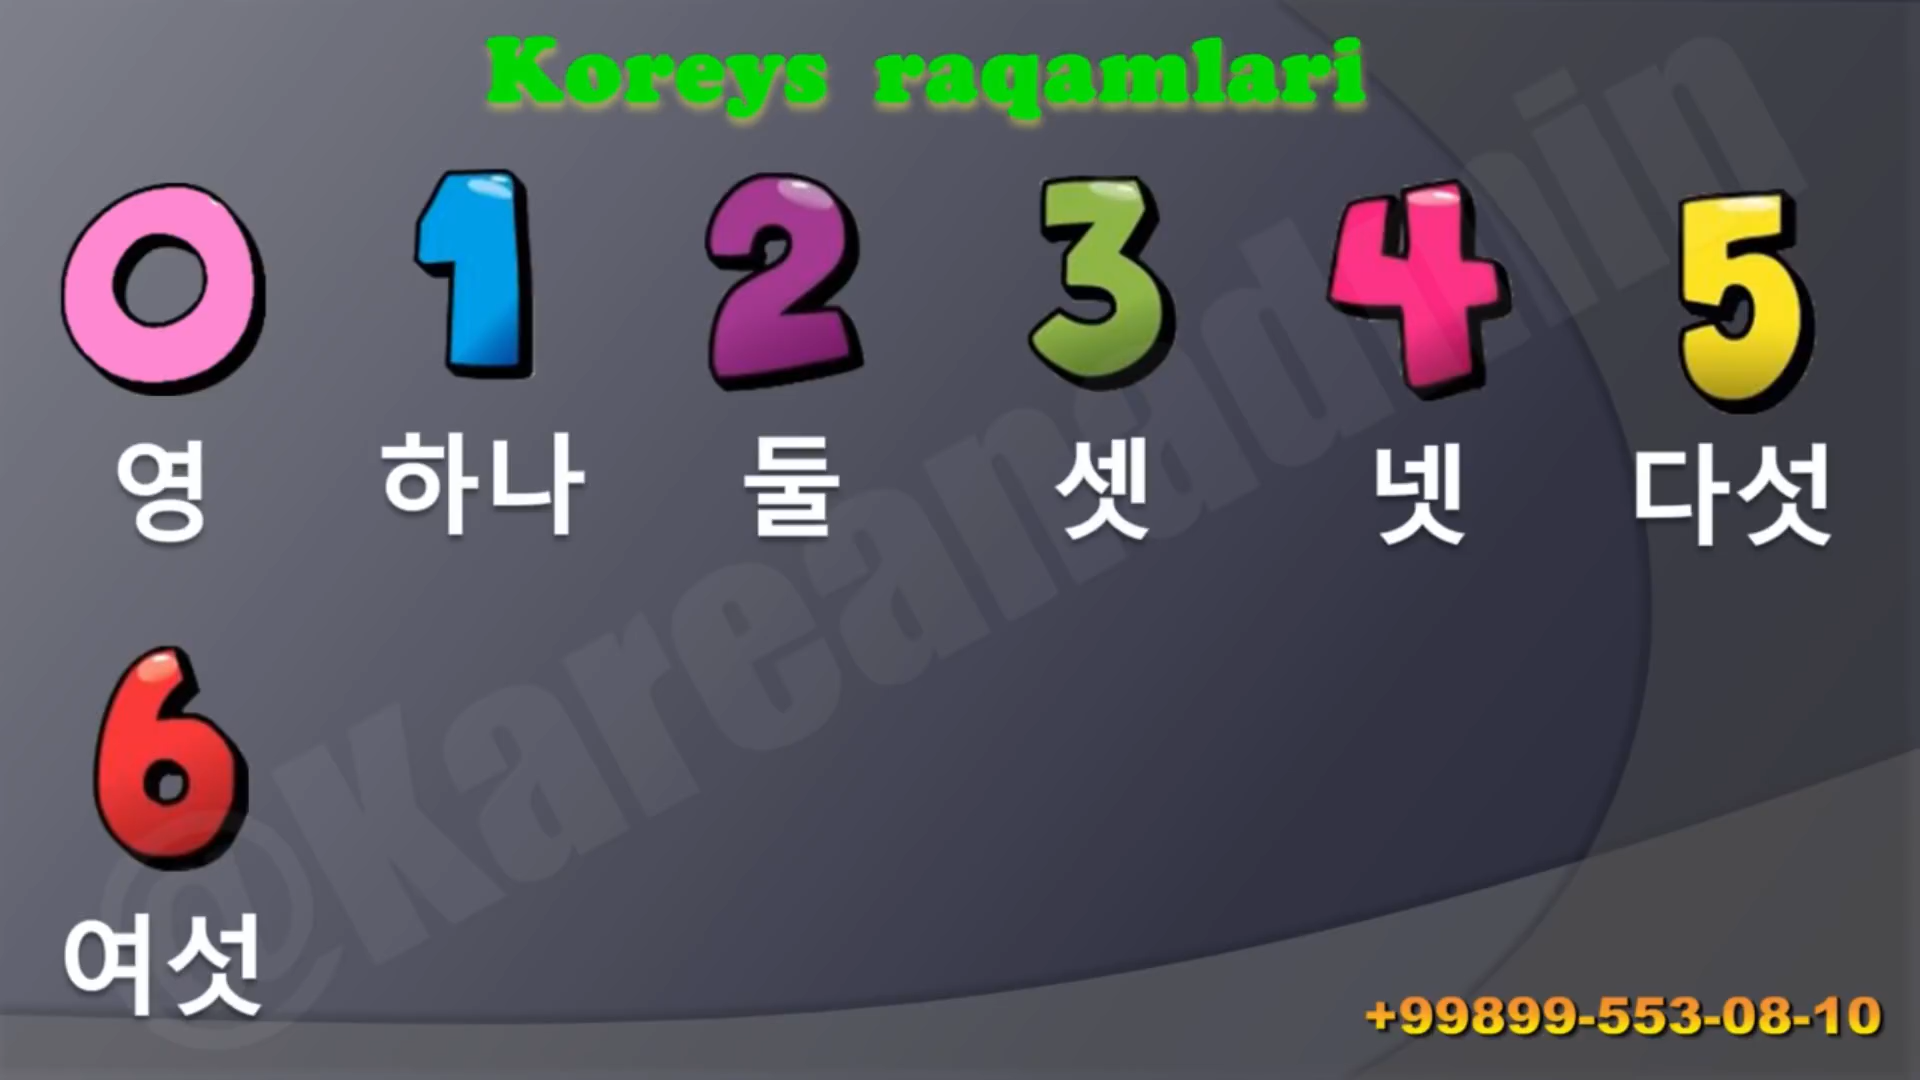 Koreys raqamlari
0 1 2 3 4 5
영 하나 둘 셋 넷 다섯
6
여섯
@Kareanadmin
+99899-553-08-10